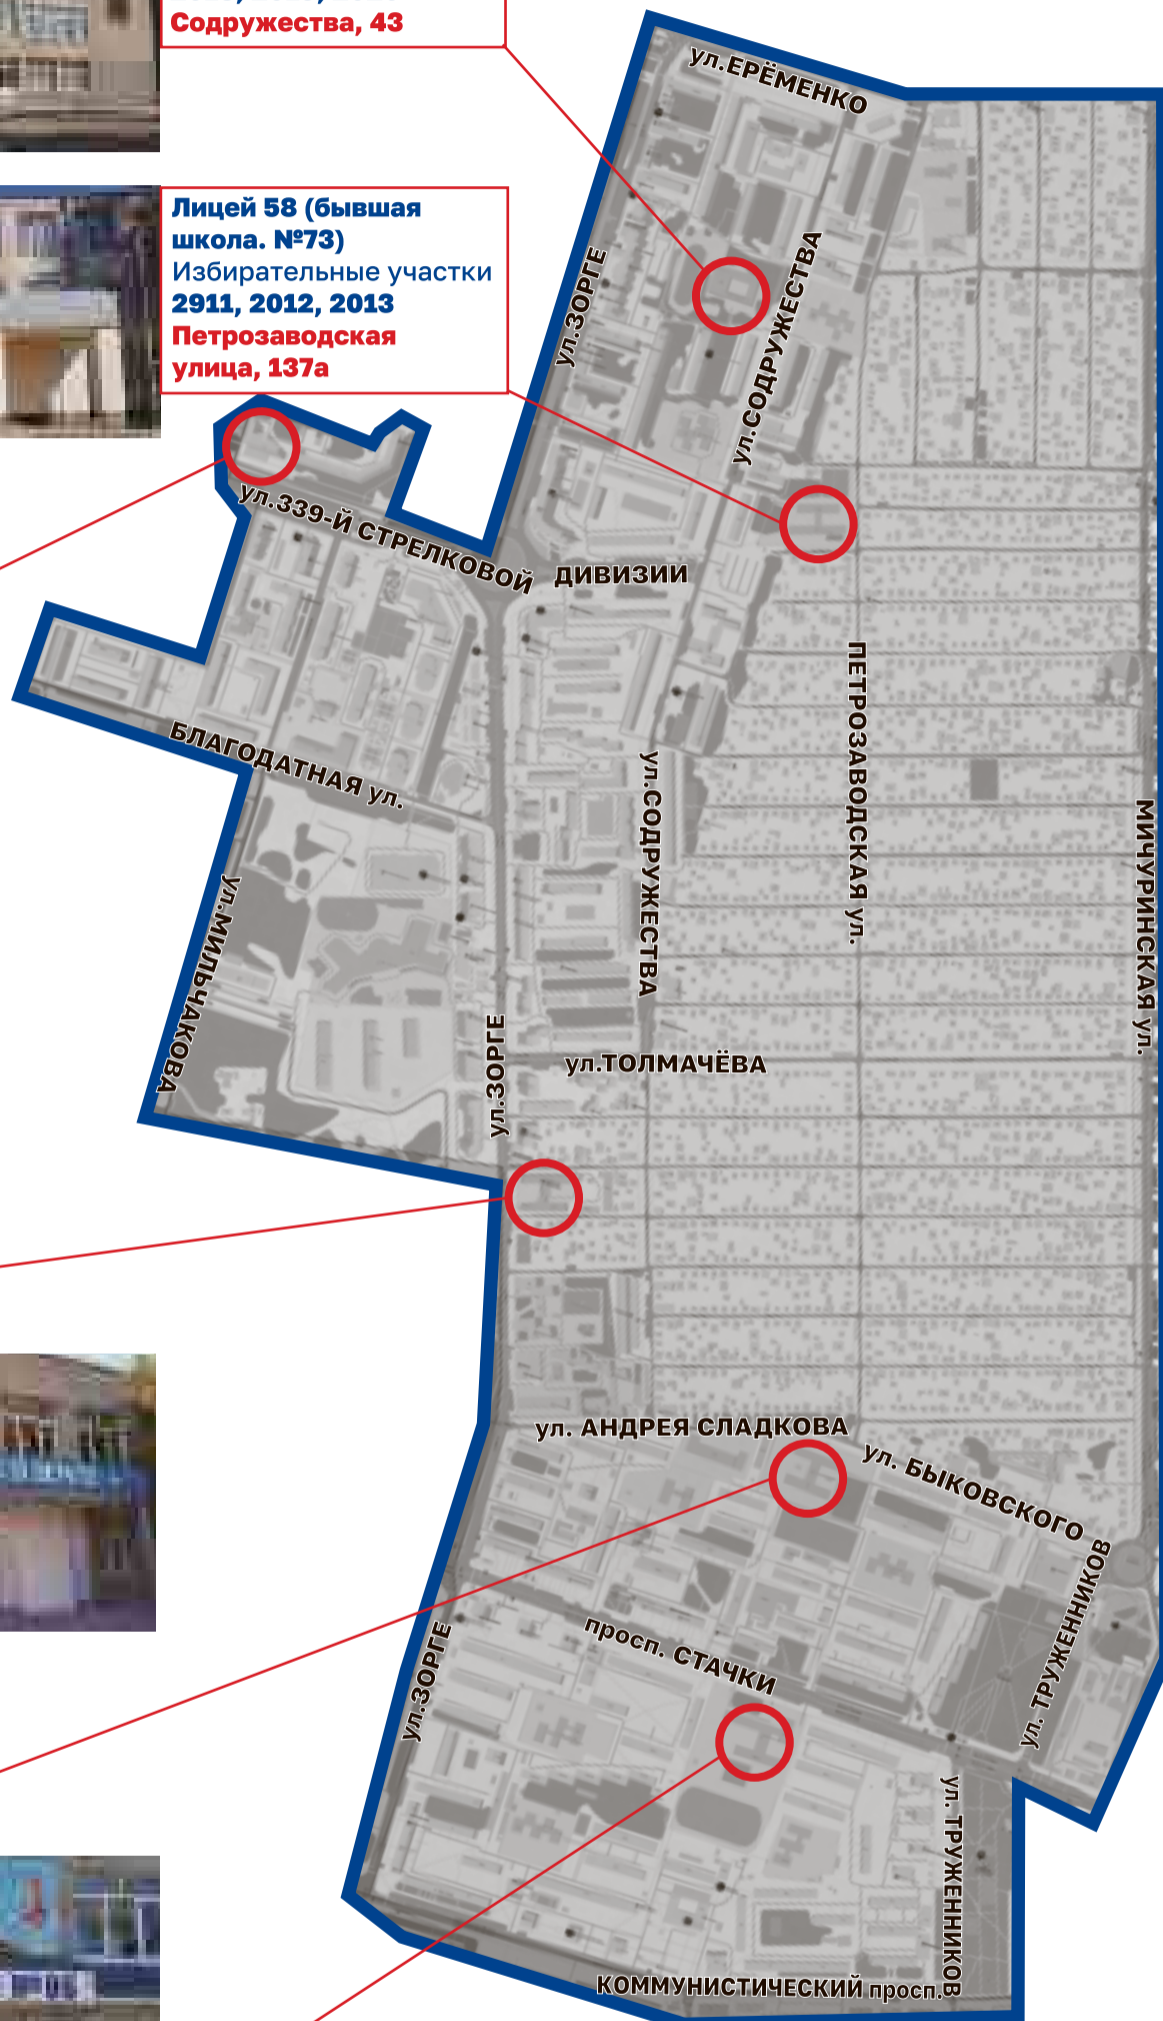 Содружества, 43
Лицей 58 (бывшая
школа. №73)
Избирательные участки
2911, 2012, 2013
Петрозаводская
улица, 137а
ул.ЕРЁМЕНКО
ул.ЗОРГЕ
ул.СОДРУЖЕСТВА
ул.339-Й СТРЕЛКОВОЙ ДИВИЗИИ
ПЕТРОЗАВОДСКАЯ ул.
БЛАГОДАТНАЯ ул.
ул.СОДРУЖЕСТВА
МИЧУРИНСКАЯ ул.
ул.МИЛЬЧАКОВА
ул.ЗОРГЕ
ул.ТОЛМАЧЁВА
ул. АНДРЕЯ СЛАДКОВА
ул. БЫКОВСКОГО
ул. ТРУЖЕННИКОВ
просп. СТАЧКИ
ул.ЗОРГЕ
ул. ТРУЖЕННИКОВ
КОММУНИСТИЧЕСКИЙ просп.